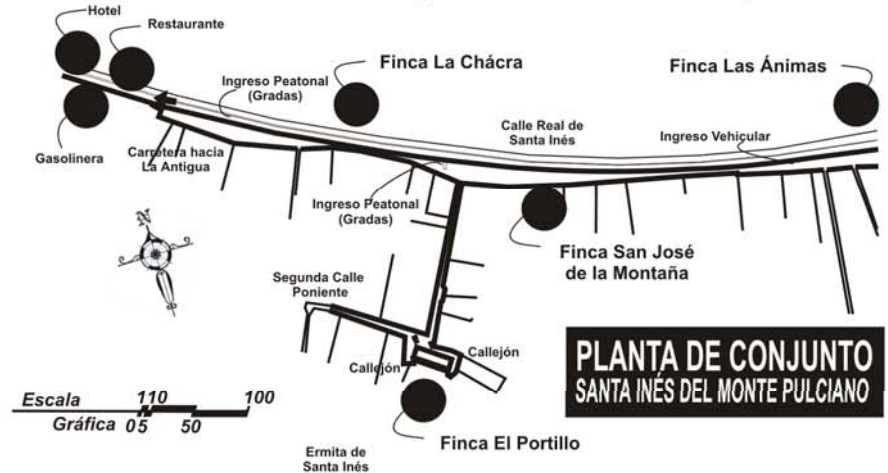 Hotel
Restaurante
Finca La Chácra
Finca Las Ánimas
Ingreso Peatonal
(Gradas)
Calle Real de
Santa Inés
Ingreso Vehicular
Gasolinera
Carretera hacia
La Antigua
Ingreso Peatonal
(Gradas)
N
Finca San José
de la Montaña
Segunda Calle
Poniente
Callejón
Callejón
PLANTA DE CONJUNTO
SANTA INÉS DEL MONTE PULCIANO
Escala
Gráfica
0 5 10 50 100
Finca El Portillo
Ermita de
Santa Inés